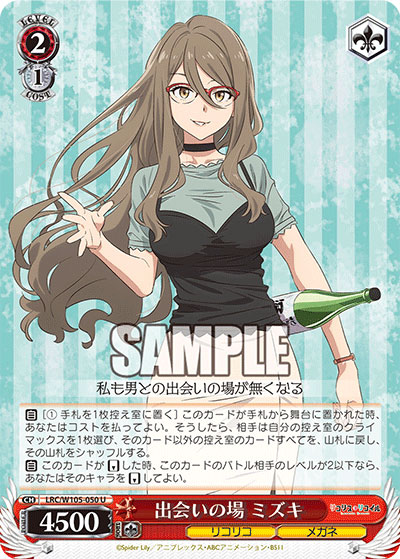 LEVEL
2
1
COST
SAMPLE
私も男との出会いの場が無くなる
自 [① 手札を1枚控え室に置く] このカードが手札から舞台に置かれた時、
あなたはコストを払ってよい。そうしたら、相手は自分の控え室のクライ
マックスを1枚選び、そのカード以外の控え室のカードすべてを、山札に戻し、
その山札をシャッフルする。
自 このカードが した時、このカードのバトル相手のレベルが2以下なら、
あなたはそのキャラを してよい。
CH LRC/W105-050 U
4500
出会いの場 ミズキ
リコリス・リコイル
リコリコ
メガネ
©Spider Lily／アニプレックス・ABCアニメーション・BS11